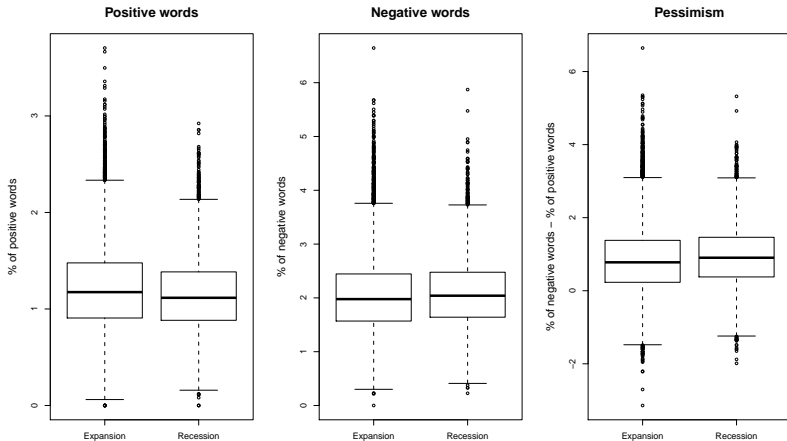 Positive words
% of positive words
0
1
2
3
Expansion
Recession
Negative words
% of negative words
0
1
2
3
4
5
6
Expansion
Recession
Pessimism
% of negative words − % of positive words
−2
0
2
4
6
Expansion
Recession